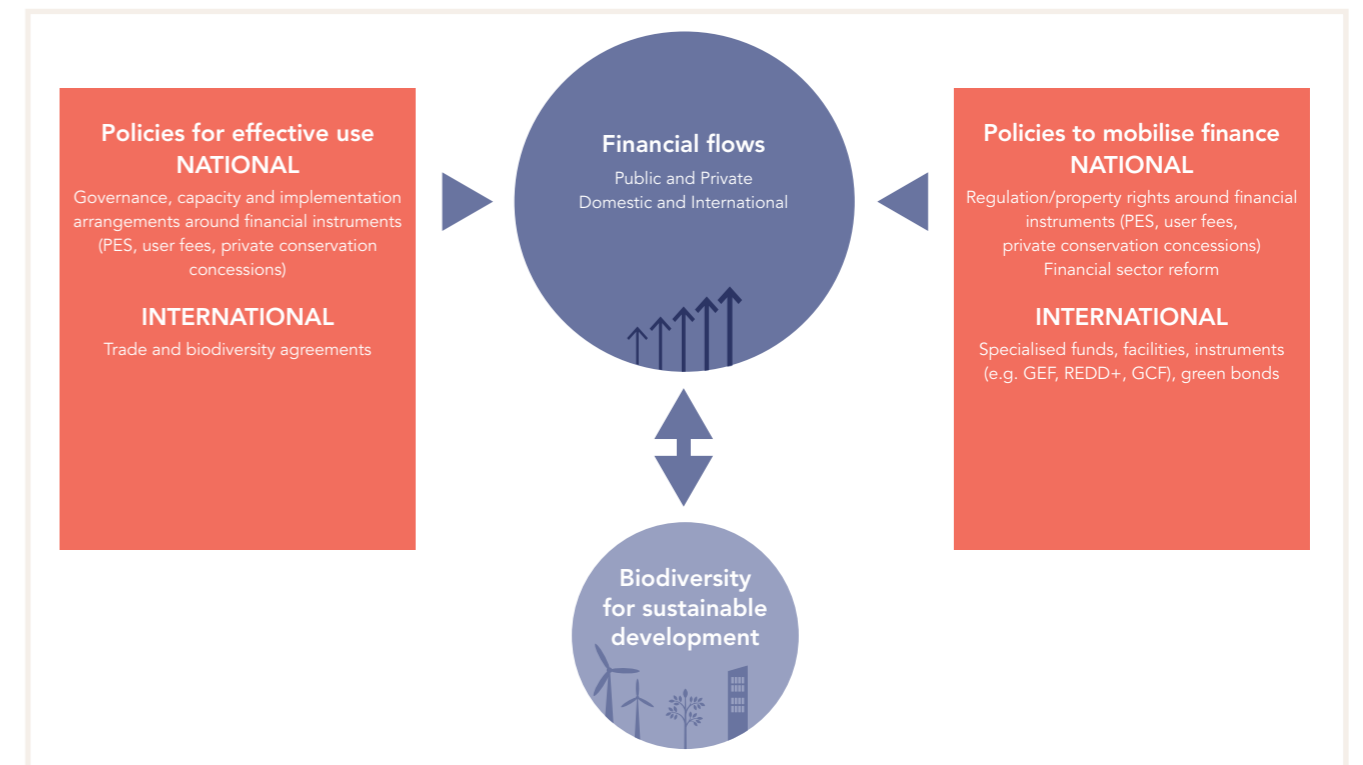 Policies for effective use
NATIONAL
Governance, capacity and implementation
arrangements around financial instruments
(PES, user fees, private conservation
concessions)
INTERNATIONAL
Trade and biodiversity agreements
Financial flows
Public and Private
Domestic and International
Policies to mobilise finance
NATIONAL
Regulation/property rights around financial
instruments (PES, user fees,
private conservation concessions)
Financial sector reform
INTERNATIONAL
Specialised funds, facilities, instruments
(e.g. GEF, REDD+, GCF), green bonds
Biodiversity
for sustainable
development